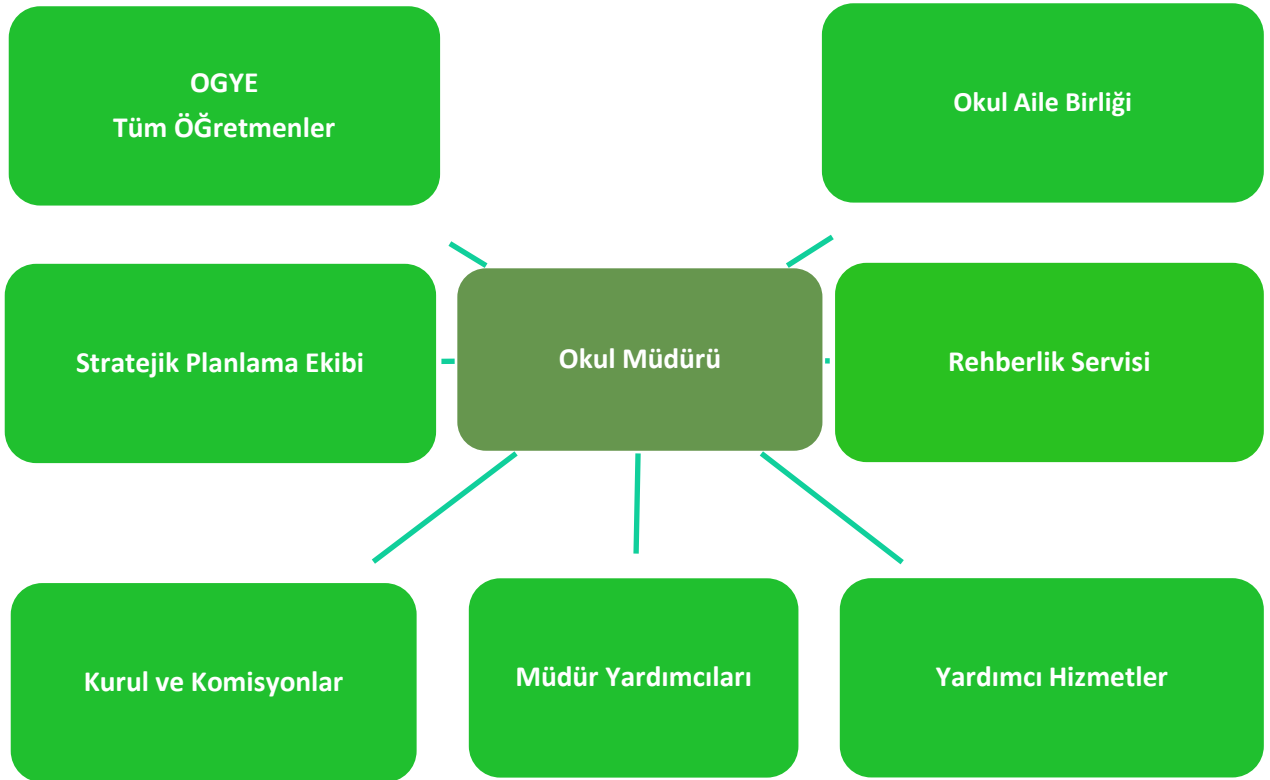 OGYE
Tüm ÖĞretmenler
Okul Aile Birliği
Stratejik Planlama Ekibi
Okul Müdürü
Rehberlik Servisi
Kurul ve Komisyonlar
Müdür Yardımcıları
Yardımcı Hizmetler